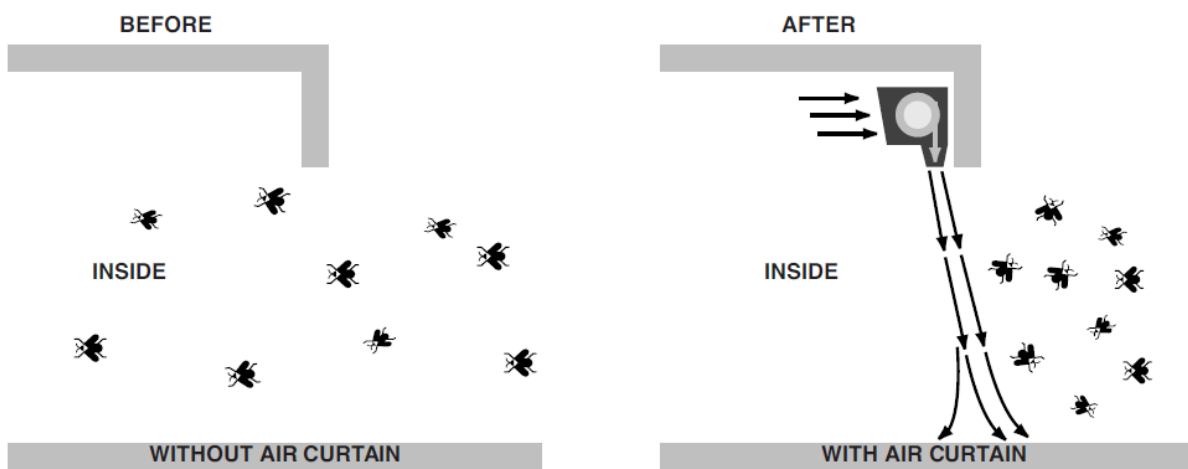 BEFORE
AFTER
INSIDE
INSIDE
WITHOUT AIR CURTAIN
WITH AIR CURTAIN